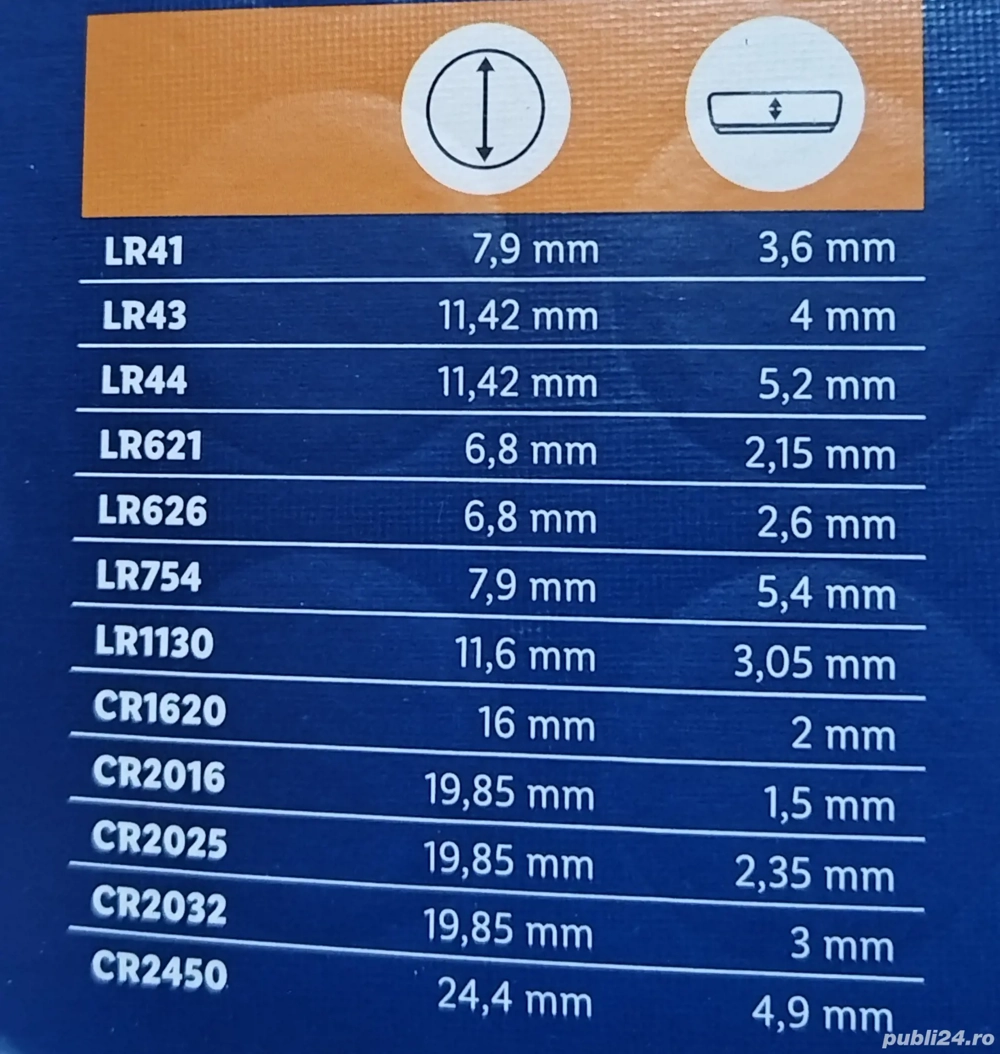 LR41 7,9 mm 3,6 mm
LR43 11,42 mm 4 mm
LR44 11,42 mm 5,2 mm
LR621 6,8 mm 2,15 mm
LR626 6,8 mm 2,6 mm
LR754 7,9 mm 5,4 mm
LR1130 11,6 mm 3,05 mm
CR1620 16 mm 2 mm
CR2016 19,85 mm 1,5 mm
CR2025 19,85 mm 2,35 mm
CR2032 19,85 mm 3 mm
CR2450 24,4 mm 4,9 mm
publi24.ro